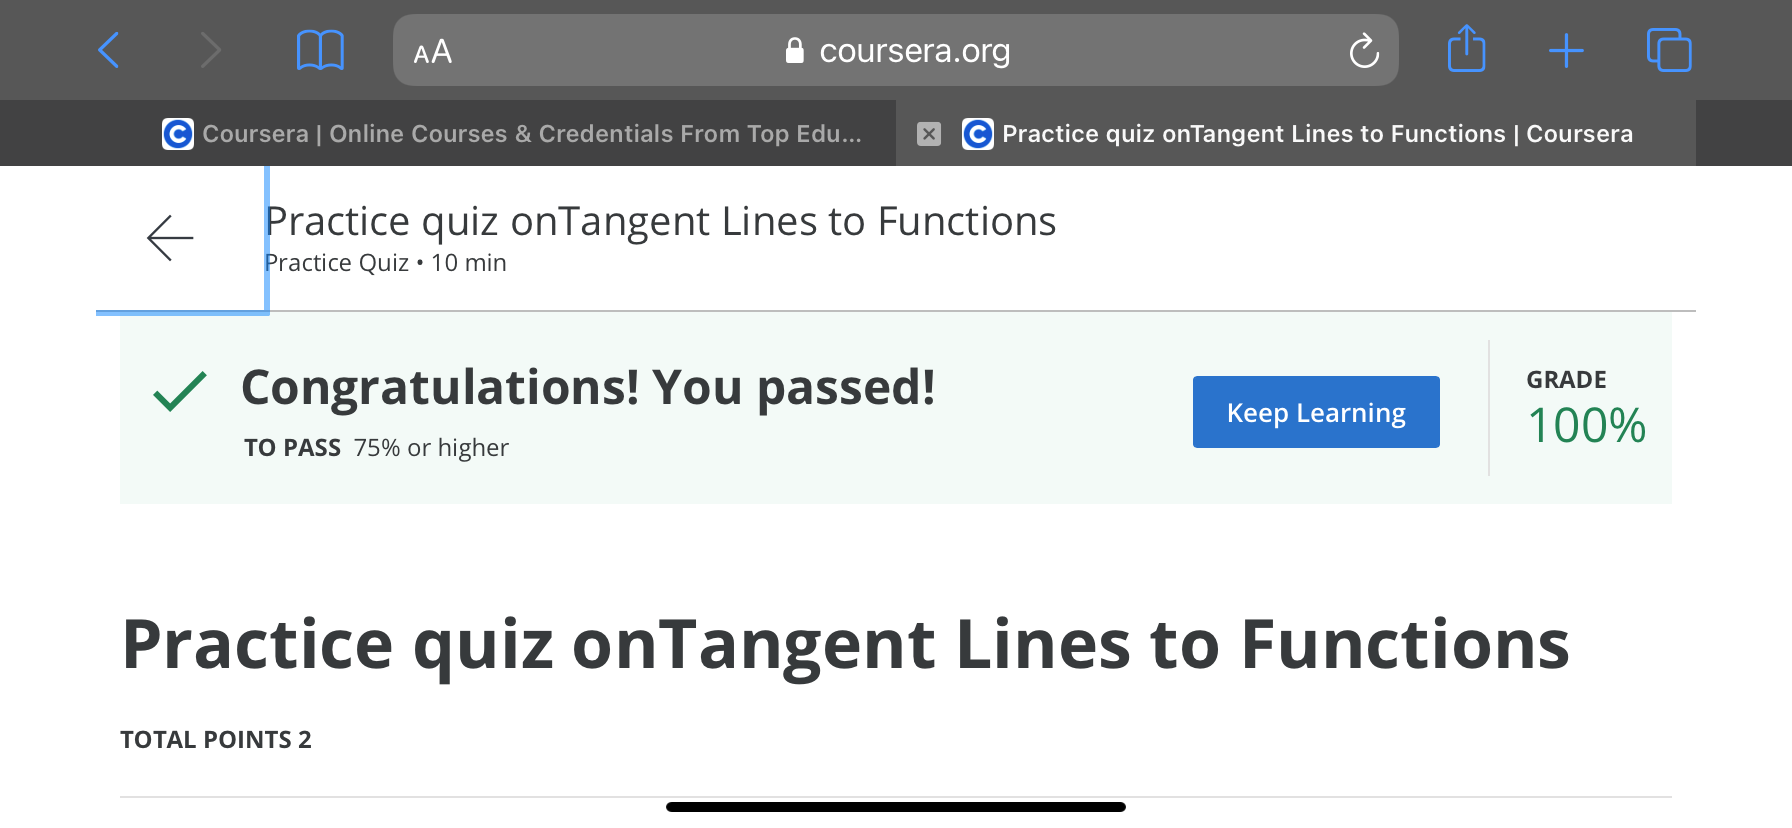 AA coursera.org
Coursera | Online Courses & Credentials From Top Edu...
Practice quiz onTangent Lines to Functions | Coursera
Practice quiz onTangent Lines to Functions
Practice Quiz • 10 min
Congratulations! You passed!
TO PASS 75% or higher
Keep Learning
GRADE
100%
Practice quiz onTangent Lines to Functions
TOTAL POINTS 2